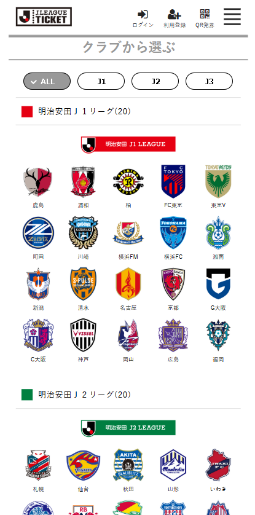 J.LEAGUE
TICKET
ログイン
利用登録
QR発券
クラブから選ぶ
ALL
J1
J2
J3
明治安田J1リーグ(20)
明治安田 J1 LEAGUE
鹿島
浦和
柏
FC東京
東京V
町田
川崎
横浜FM
横浜FC
湘南
新潟
清水
名古屋
京都
G大阪
C大阪
神戸
岡山
広島
福岡
明治安田J2リーグ(20)
明治安田 J2 LEAGUE
札幌
仙台
秋田
山形
いわき